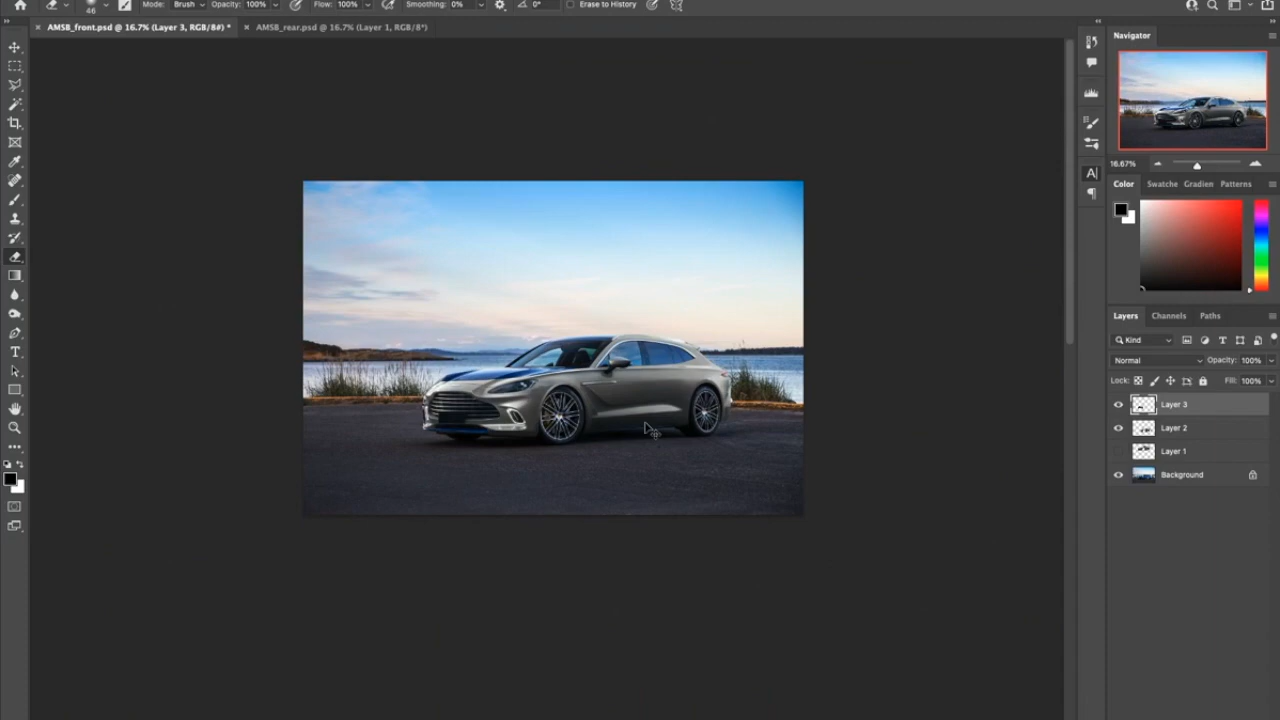 46 Mode: Brush Opacity: 100% Flow: 100% Smoothing: 0% 0° Erase to History
AMSB_front.psd @ 16.7% (Layer 3, RGB/8#) *
AMSB_rear.psd @ 16.7% (Layer 1, RGB/8*)
Navigator
16.67%
Color Swatche Gradien Patterns
Layers Channels Paths
Kind
Normal Opacity: 100%
Lock: Fill: 100%
Layer 3
Layer 2
Layer 1
Background